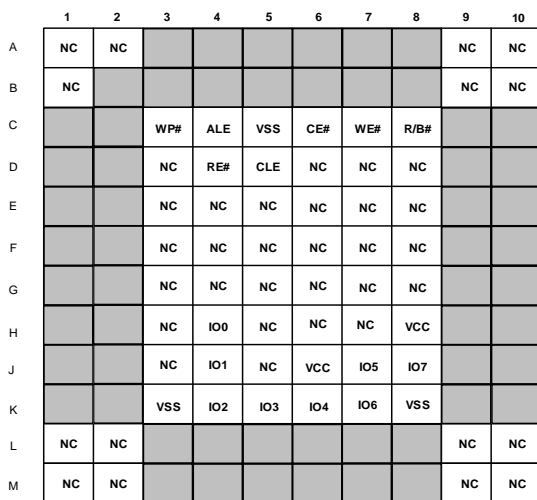 1 2 3 4 5 6 7 8 9 10
A NC NC NC NC
B NC NC NC
C WP# ALE VSS CE# WE# R/B#
D NC RE# CLE NC NC NC
E NC NC NC NC NC NC
F NC NC NC NC NC NC
G NC NC NC NC NC NC
H NC IO0 NC NC NC VCC
J NC IO1 NC VCC IO5 IO7
K VSS IO2 IO3 IO4 IO6 VSS
L NC NC NC NC
M NC NC NC NC